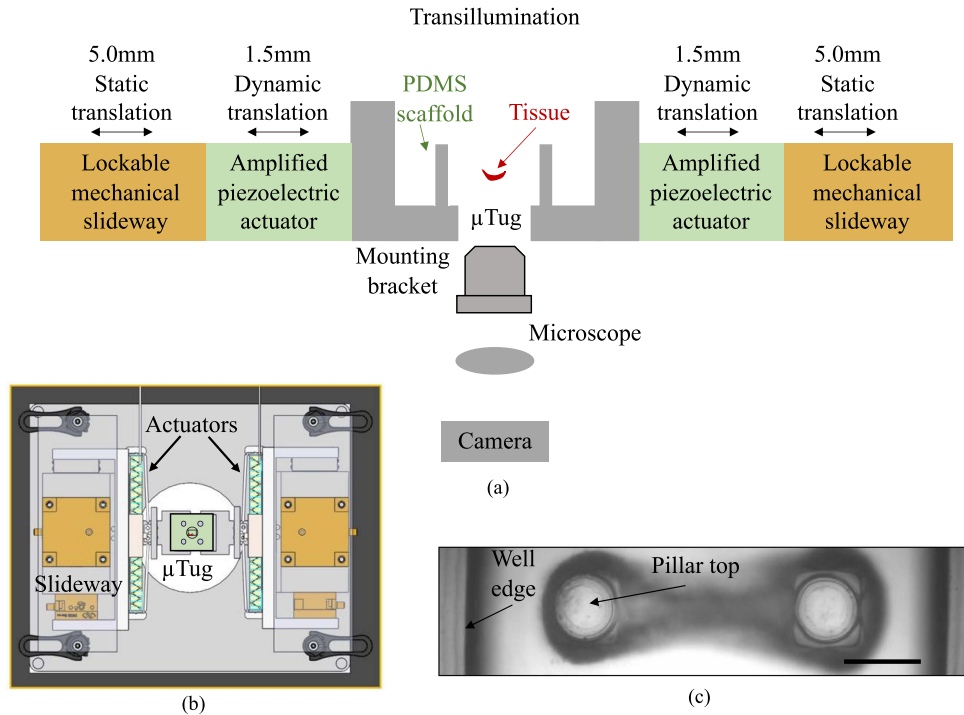 Transillumination
5.0mm
Static
translation
1.5mm
Dynamic
translation
PDMS
scaffold
Tissue
1.5mm
Dynamic
translation
5.0mm
Static
translation
Lockable
mechanical
slideway
Amplified
piezoelectric
actuator
μTug
Amplified
piezoelectric
actuator
Lockable
mechanical
slideway
Mounting
bracket
Microscope
Camera
(a)
Actuators
Slideway
μTug
(b)
Well
edge
Pillar top
(c)